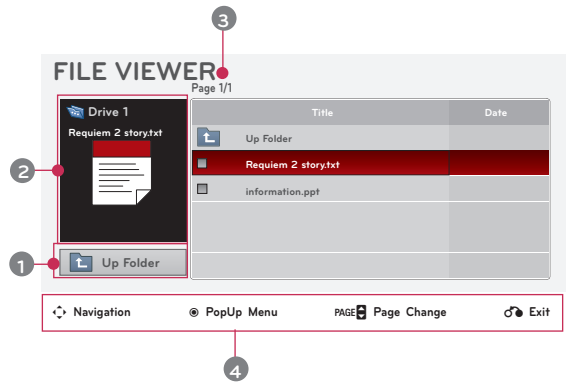 3
FILE VIEWER
Page 1/1
Drive 1
Requiem 2 story.txt
Title Date
Up Folder
Requiem 2 story.txt
information.ppt
2
1
Up Folder
Navigation PopUp Menu PAGE Page Change Exit
4